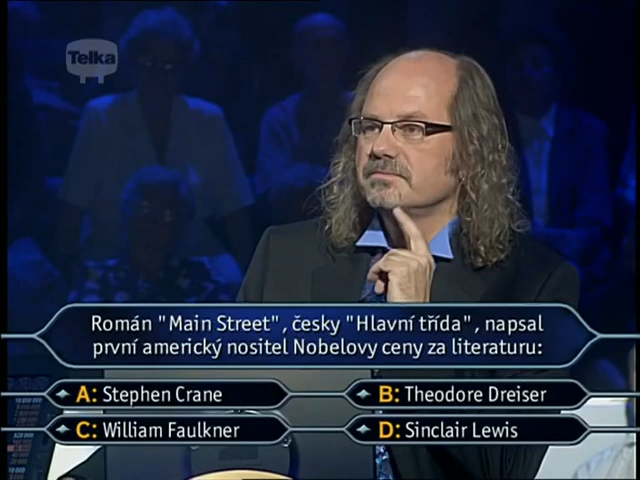 Telka
Román "Main Street", česky "Hlavní třída", napsal
první americký nositel Nobelovy ceny za literaturu:
A: Stephen Crane
B: Theodore Dreiser
C: William Faulkner
D: Sinclair Lewis